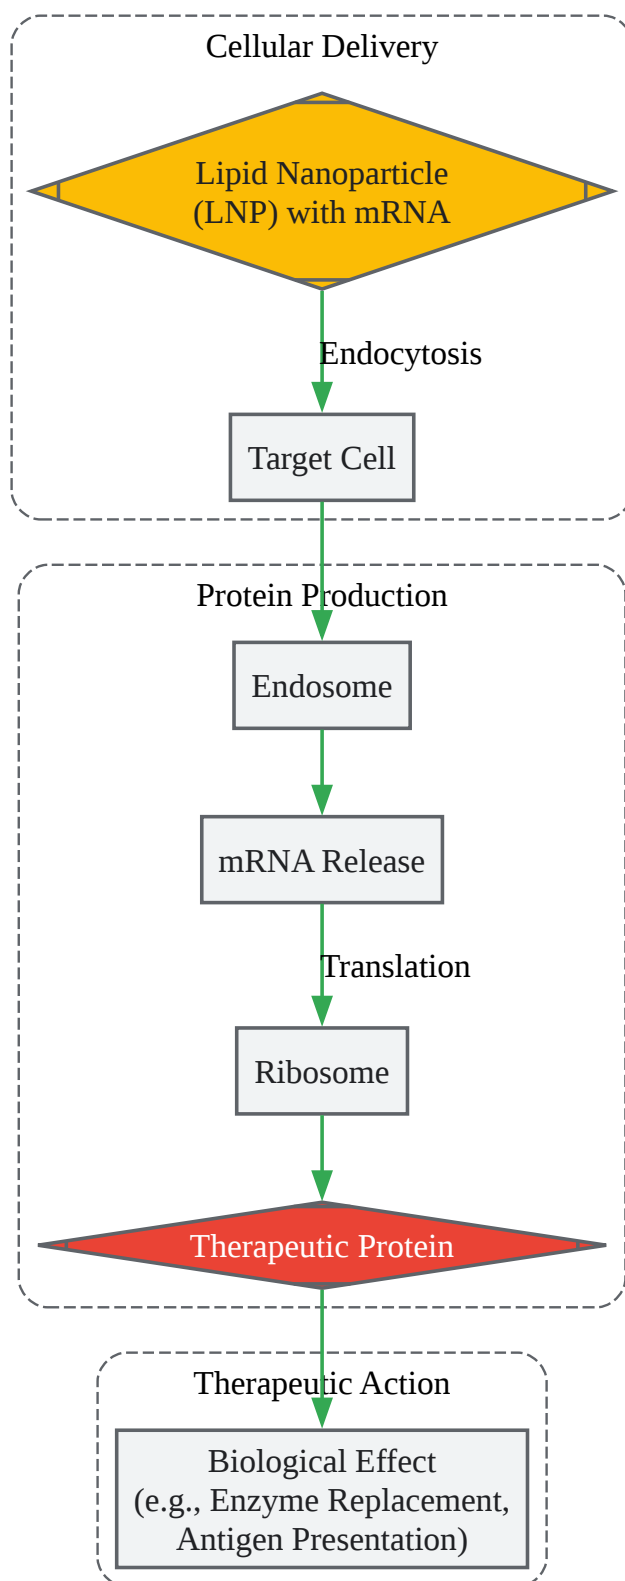 Cellular Delivery
Lipid Nanoparticle
(LNP) with mRNA
Endocytosis
Target Cell
Protein Production
Endosome
mRNA Release
Translation
Ribosome
Therapeutic Protein
Therapeutic Action
Biological Effect
(e.g., Enzyme Replacement,
Antigen Presentation)